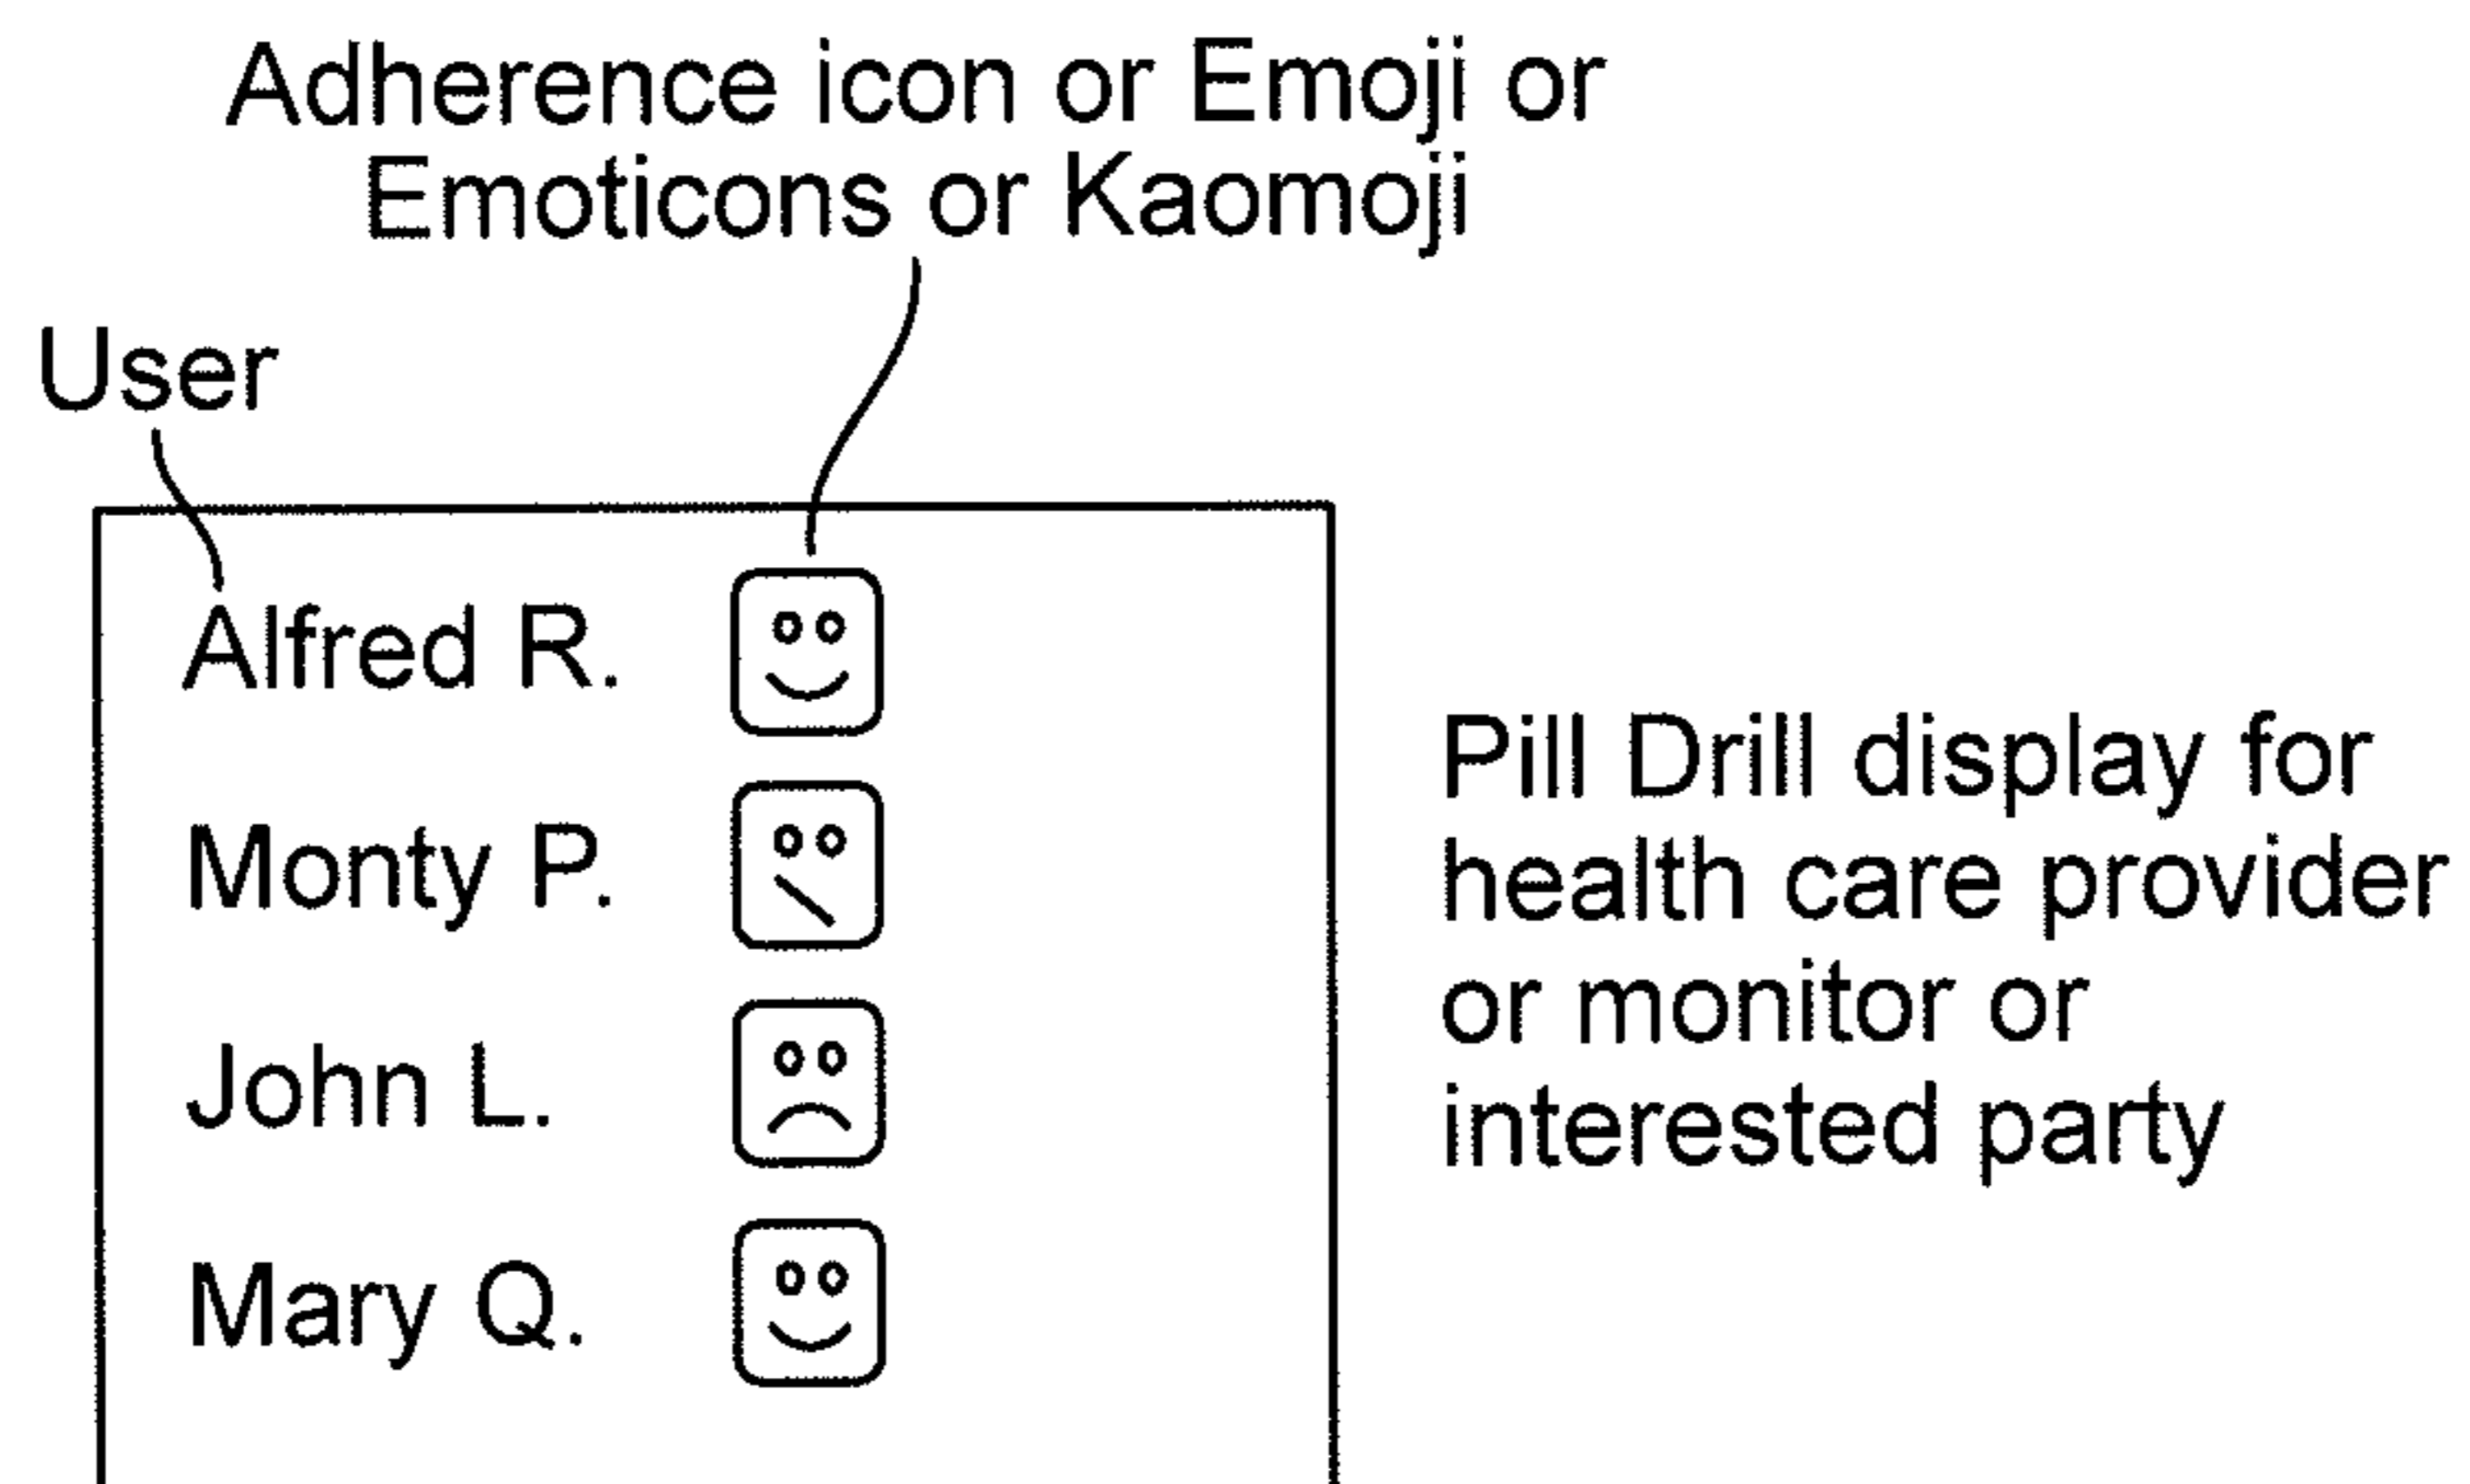 Adherence icon or Emoji or
Emoticons or Kaomoji
User
Alfred R.
Monty P.
John L.
Mary Q.
Pill Drill display for
health care provider
or monitor or
interested party